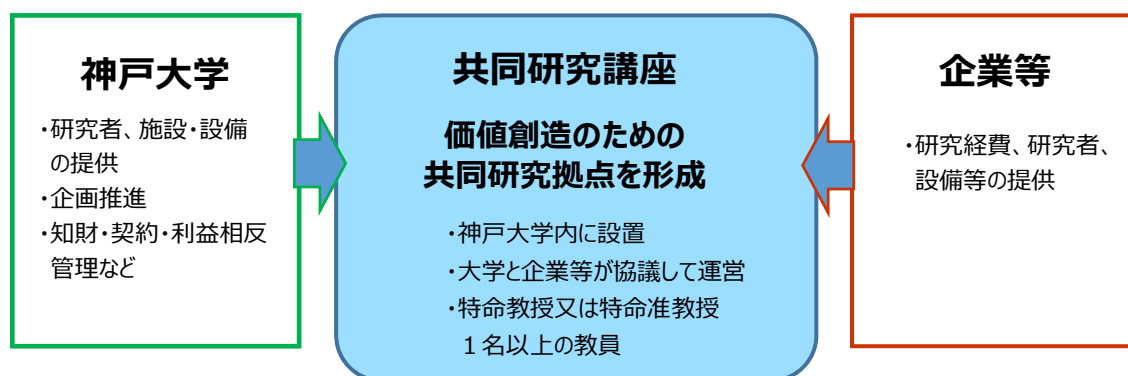 神戸大学
・研究者、施設・設備
の提供
・企画推進
・知財・契約・利益相反
管理など
共同研究講座
価値創造のための
共同研究拠点を形成
・神戸大学内に設置
・大学と企業等が協議して運営
・特命教授又は特命准教授
１名以上の教員
企業等
・研究経費、研究者、
設備等の提供